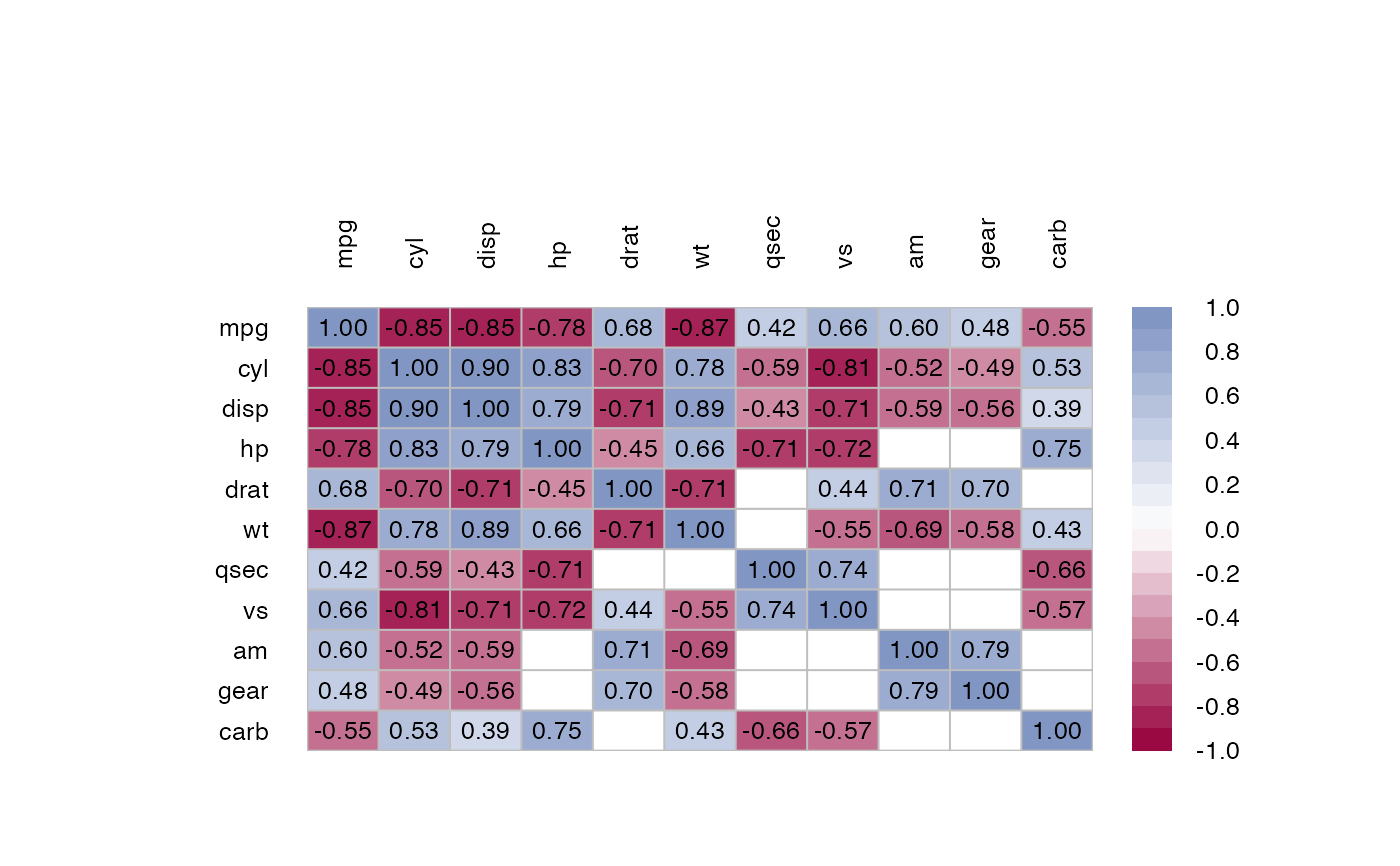 mpg cyl disp hp drat wt qsec vs am gear carb
mpg 1.00 -0.85 -0.85 -0.78 0.68 -0.87 0.42 0.66 0.60 0.48 -0.55
cyl -0.85 1.00 0.90 0.83 -0.70 0.78 -0.59 -0.81 -0.52 -0.49 0.53
disp -0.85 0.90 1.00 0.79 -0.71 0.89 -0.43 -0.71 -0.59 -0.56 0.39
hp -0.78 0.83 0.79 1.00 -0.45 0.66 -0.71 -0.72 0.75
drat 0.68 -0.70 -0.71 -0.45 1.00 -0.71 0.44 0.71 0.70
wt -0.87 0.78 0.89 0.66 -0.71 1.00 -0.55 -0.69 -0.58 0.43
qsec 0.42 -0.59 -0.43 -0.71 1.00 0.74 -0.66
vs 0.66 -0.81 -0.71 -0.72 0.44 -0.55 0.74 1.00 -0.57
am 0.60 -0.52 -0.59 0.71 -0.69 1.00 0.79
gear 0.48 -0.49 -0.56 0.70 -0.58 0.79 1.00
carb -0.55 0.53 0.39 0.75 0.43 -0.66 -0.57 1.00
1.0
0.8
0.6
0.4
0.2
0.0
-0.2
-0.4
-0.6
-0.8
-1.0